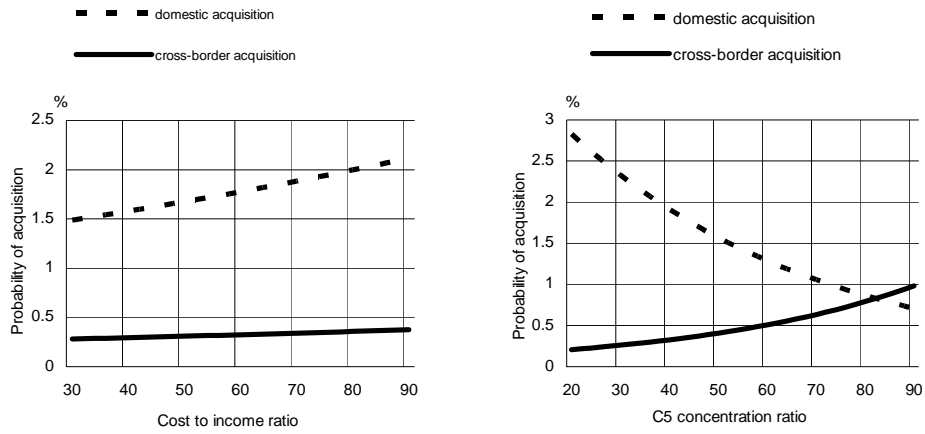 domestic acquisition
cross-border acquisition
%
Probability of acquisition
2.5
2
1.5
1
0.5
0
30 40 50 60 70 80 90
Cost to income ratio
domestic acquisition
cross-border acquisition
%
Probability of acquisition
3
2.5
2
1.5
1
0.5
0
20 30 40 50 60 70 80 90
C5 concentration ratio